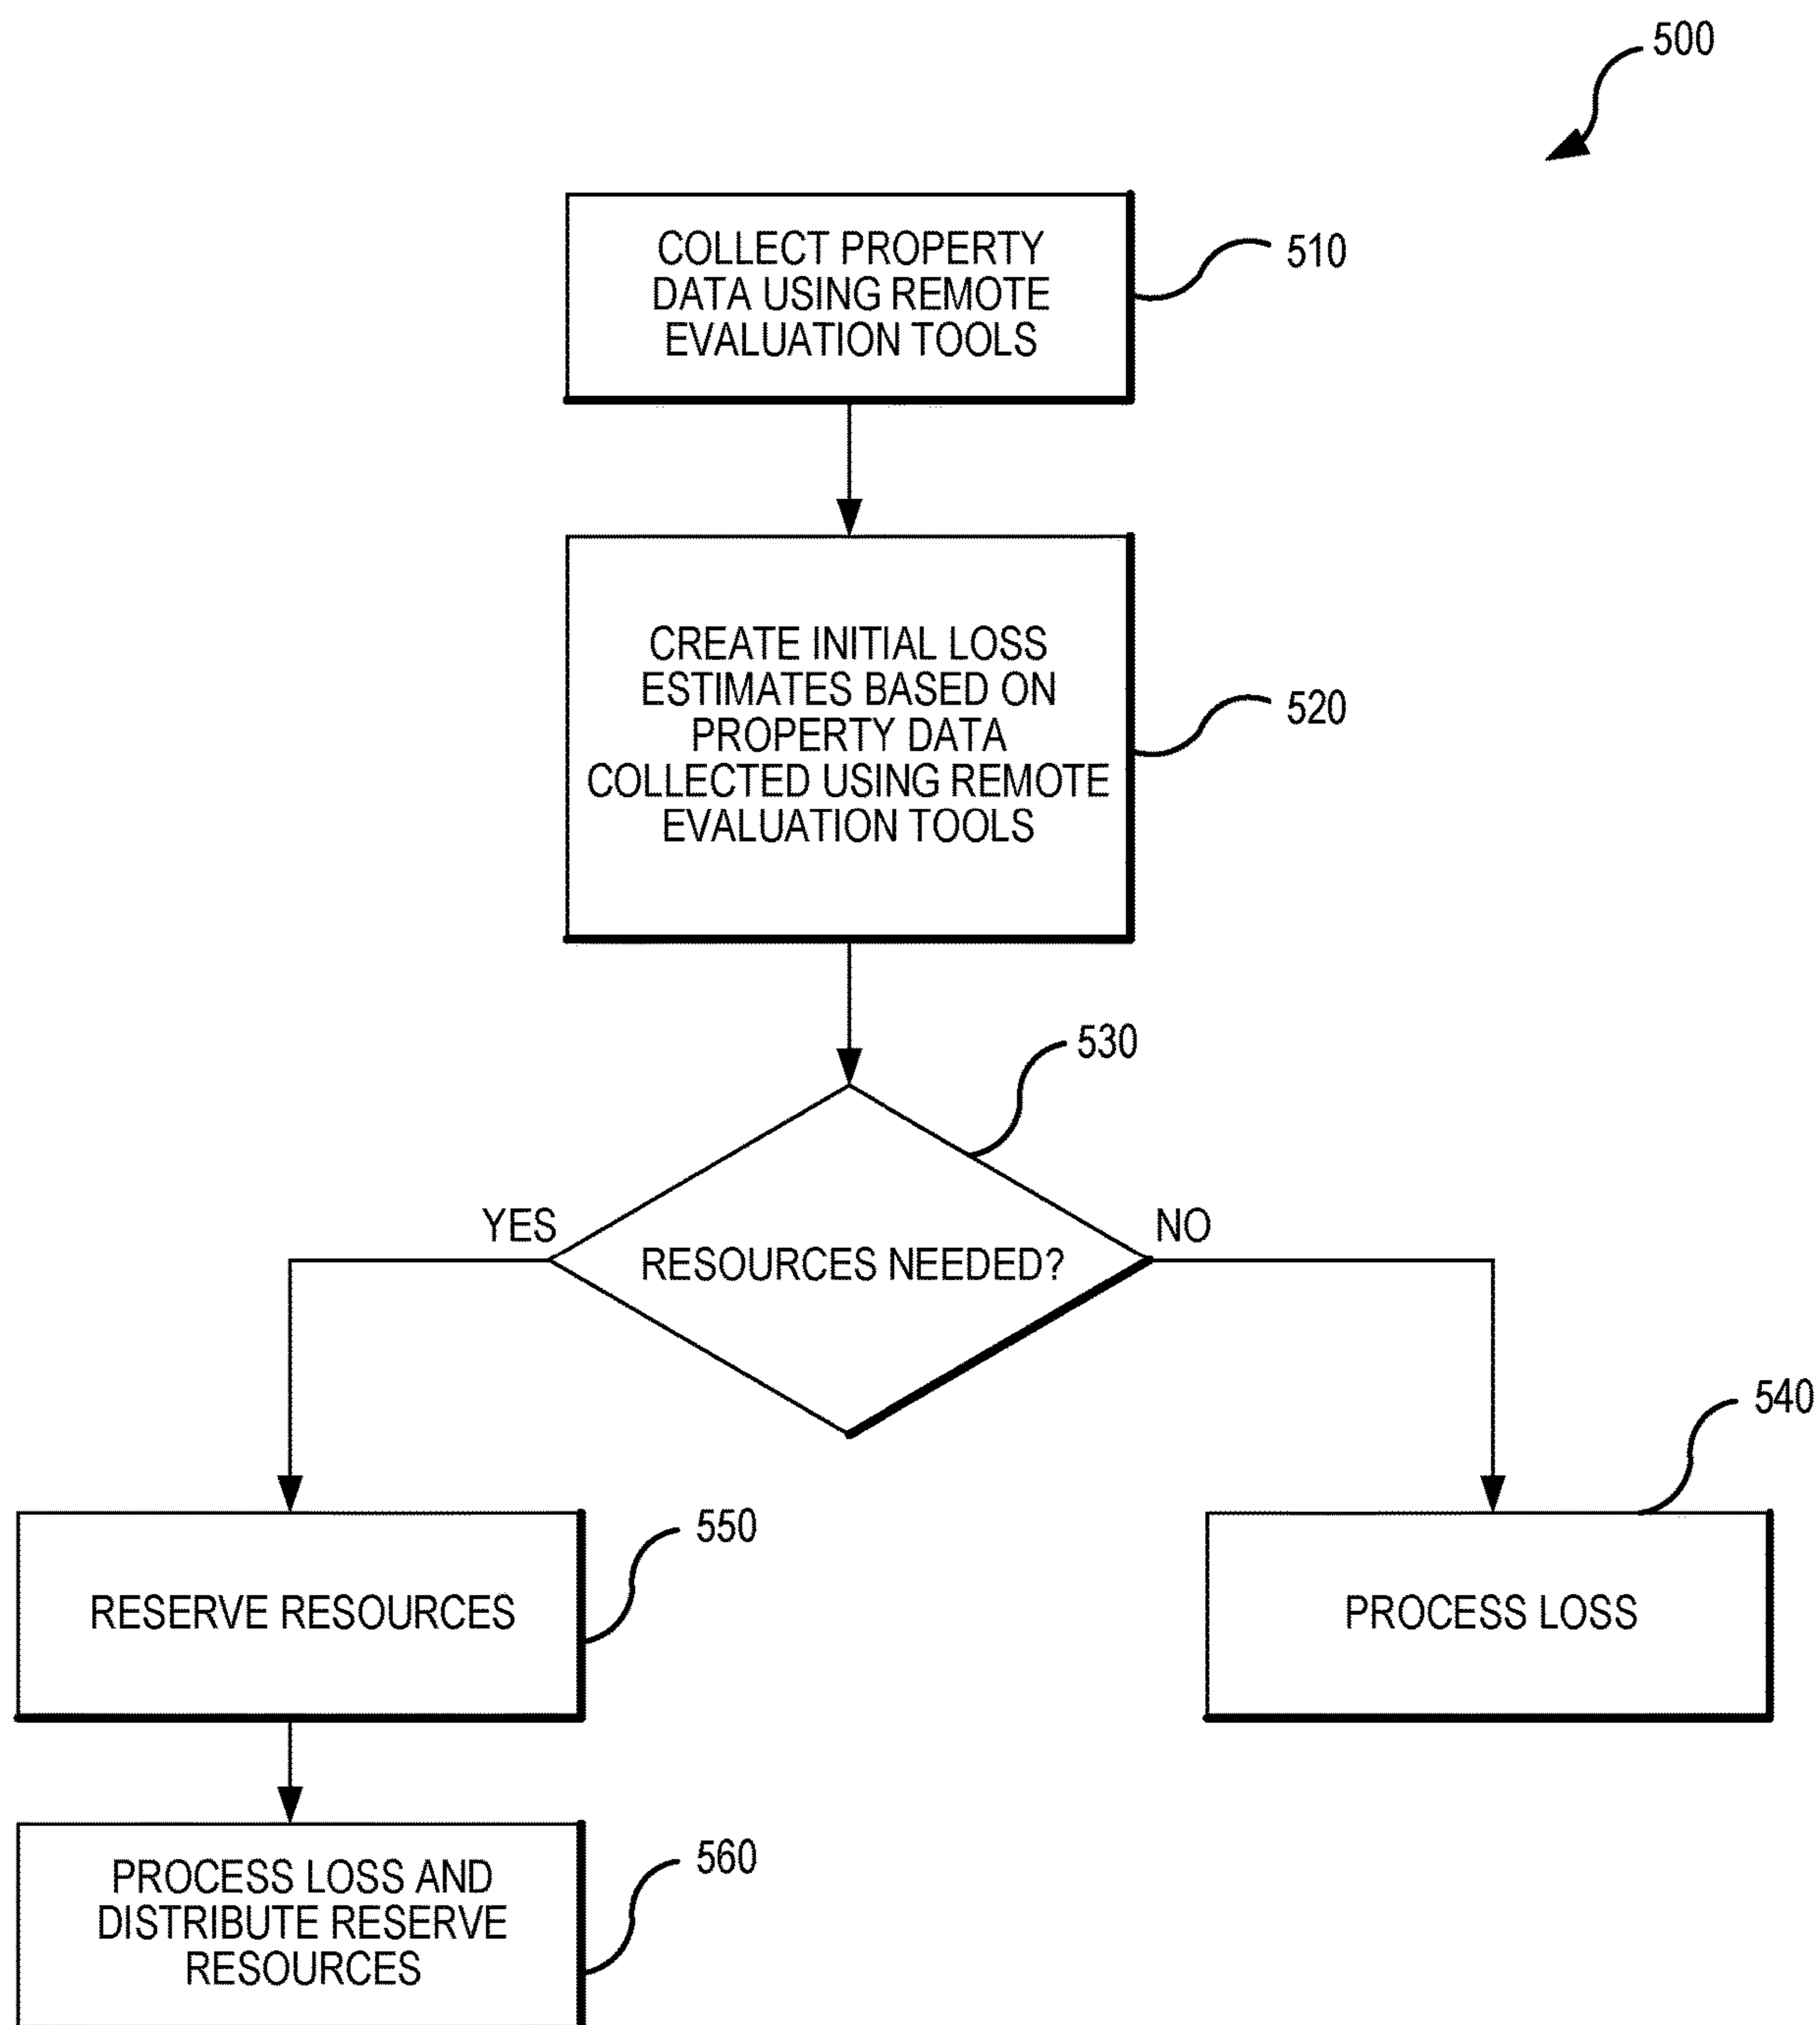 500
COLLECT PROPERTY
DATA USING REMOTE
EVALUATION TOOLS
510
CREATE INITIAL LOSS
ESTIMATES BASED ON
PROPERTY DATA
COLLECTED USING REMOTE
EVALUATION TOOLS
520
530
YES
RESOURCES NEEDED?
NO
540
550
RESERVE RESOURCES
PROCESS LOSS
560
PROCESS LOSS AND
DISTRIBUTE RESERVE
RESOURCES